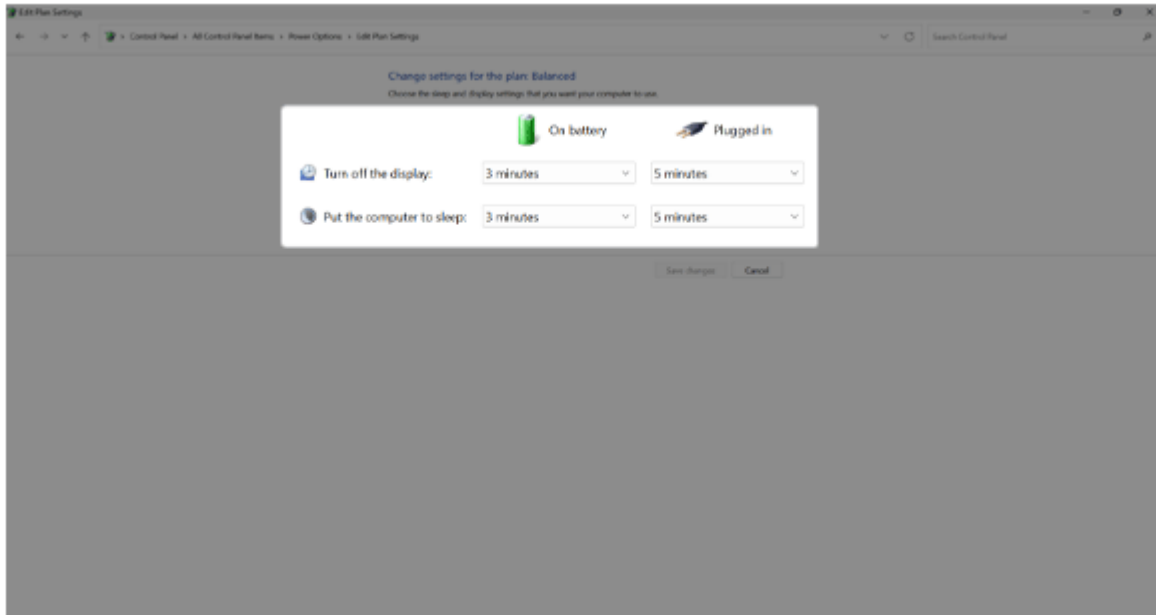 Edit Plan Settings
Control Panel › All Control Panel Items › Power Options › Edit Plan Settings
Search Control Panel
Change settings for the plan: Balanced
Choose the sleep and display settings that you want your computer to use.
On battery Plugged in
Turn off the display: 3 minutes 5 minutes
Put the computer to sleep: 3 minutes 5 minutes
Save changes Cancel